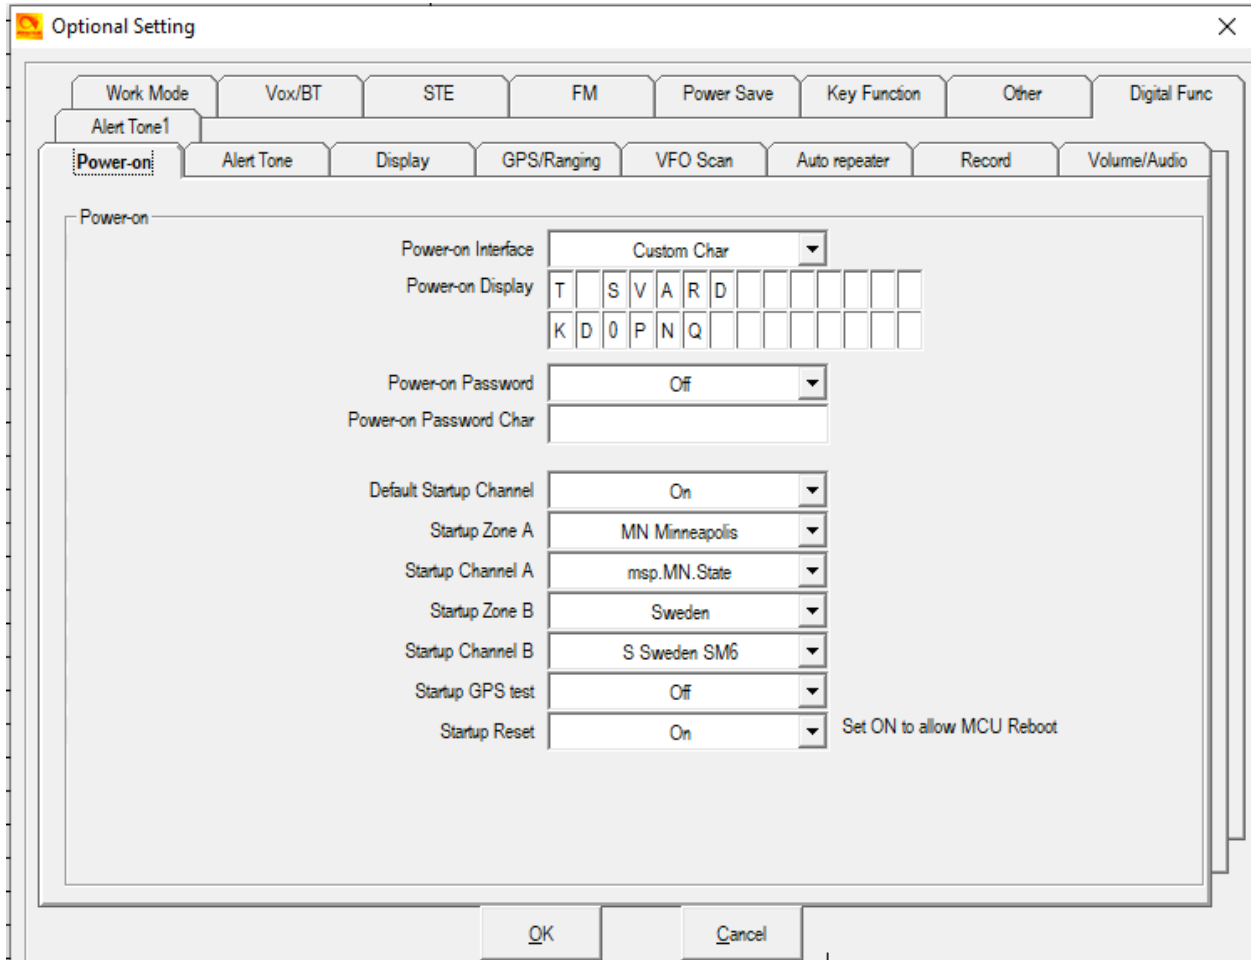 Optional Setting
Work Mode Vox/BT STE FM Power Save Key Function Other Digital Func
Alert Tone1
Power-on Alert Tone Display GPS/Ranging VFO Scan Auto repeater Record Volume/Audio
Power-on
Power-on Interface Custom Char
Power-on Display T SVARD
KD0PNQ
Power-on Password Off
Power-on Password Char
Default Startup Channel On
Startup Zone A MN Minneapolis
Startup Channel A msp.MN.State
Startup Zone B Sweden
Startup Channel B S Sweden SM6
Startup GPS test Off
Startup Reset On Set ON to allow MCU Reboot
OK Cancel